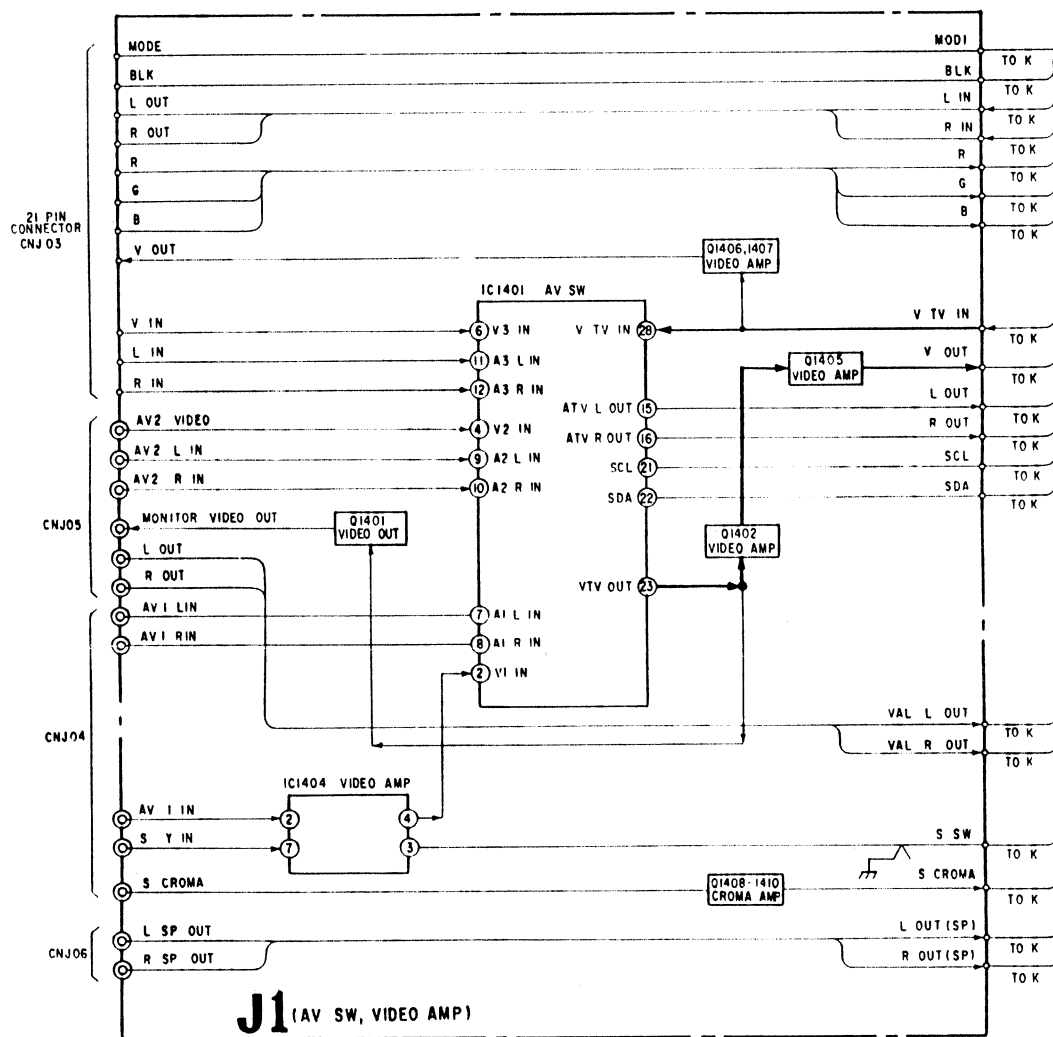 MODE
MODI
TO K
BLK
BLK
TO K
L OUT
L IN
TO K
R OUT
R IN
TO K
R
R
TO K
G
G
TO K
21 PIN
CONNECTOR
CNJ 03
B
B
TO K
V OUT
Q1406,1407
VIDEO AMP
IC1401 AV SW
V IN
6 V3 IN
V TV IN 28
V TV IN
TO K
L IN
11 A3 L IN
Q1405
VIDEO AMP
V OUT
TO K
R IN
12 A3 R IN
ATV L OUT 15
L OUT
TO K
AV2 VIDEO
4 V2 IN
ATV R OUT 16
R OUT
TO K
AV2 L IN
9 A2 L IN
SCL 21
SCL
TO K
AV2 R IN
10 A2 R IN
SDA 22
SDA
TO K
CNJ05
MONITOR VIDEO OUT
Q1401
VIDEO OUT
Q1402
VIDEO AMP
L OUT
R OUT
VTV OUT 23
AV I LIN
7 A1 L IN
AV I RIN
8 A1 R IN
2 V1 IN
CNJ04
VAL L OUT
TO K
VAL R OUT
TO K
IC1404 VIDEO AMP
AV I IN
2
4
S Y IN
7
3
S SW
TO K
S CROMA
Q1408-1410
CROMA AMP
S CROMA
TO K
CNJ06
L SP OUT
L OUT (SP)
TO K
R SP OUT
R OUT (SP)
TO K
J1 (AV SW, VIDEO AMP)